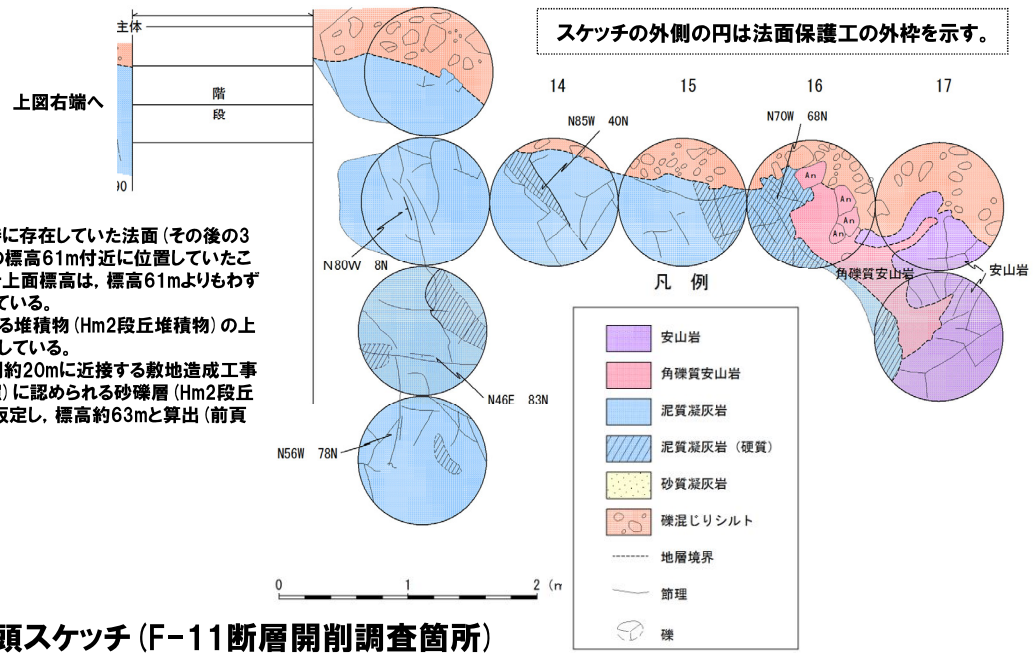 主体
スケッチの外側の円は法面保護工の外枠を示す。
上図右端へ
階
段
90
14
15
16
17
N85W 40N
N70W 68N
An
An
An
N80W 8N
角礫質安山岩
安山岩
に存在していた法面(その後の3
の標高61m付近に位置していたこ
上面標高は，標高61mよりもわず
ている。
る堆積物(Hm2段丘堆積物)の上
している。
約20mに近接する敷地造成工事
)に認められる砂礫層(Hm2段丘
仮定し，標高約63mと算出(前頁
N46E 83N
N56W 78N
凡 例
安山岩
角礫質安山岩
泥質凝灰岩
泥質凝灰岩（硬質）
砂質凝灰岩
礫混じりシルト
地層境界
節理
礫
0 1 2 (m
頭スケッチ(F-11断層開削調査箇所)